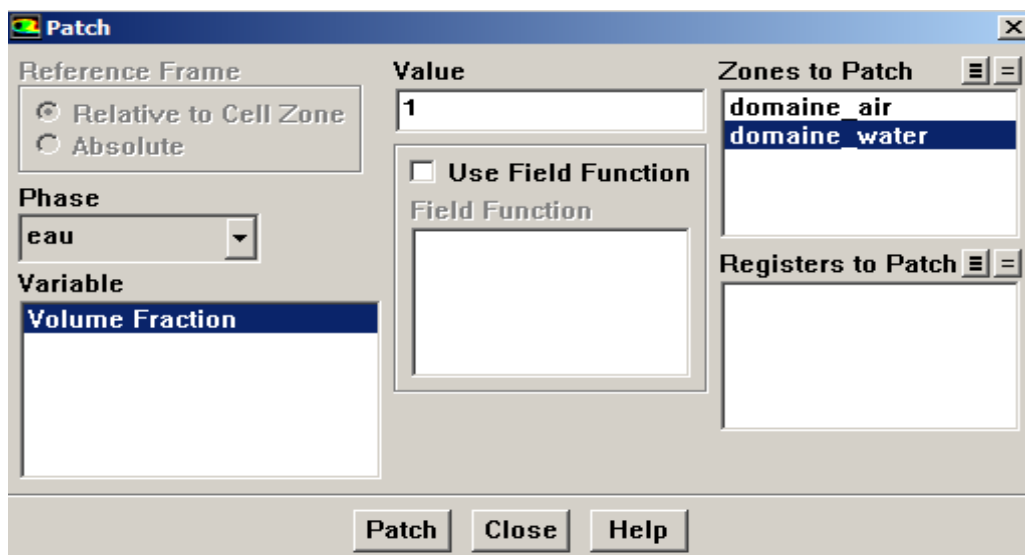 Patch
Reference Frame
Relative to Cell Zone
Absolute
Phase
eau
Variable
Volume Fraction
Value
1
Use Field Function
Field Function
Zones to Patch
domaine_air
domaine_water
Registers to Patch
Patch Close Help